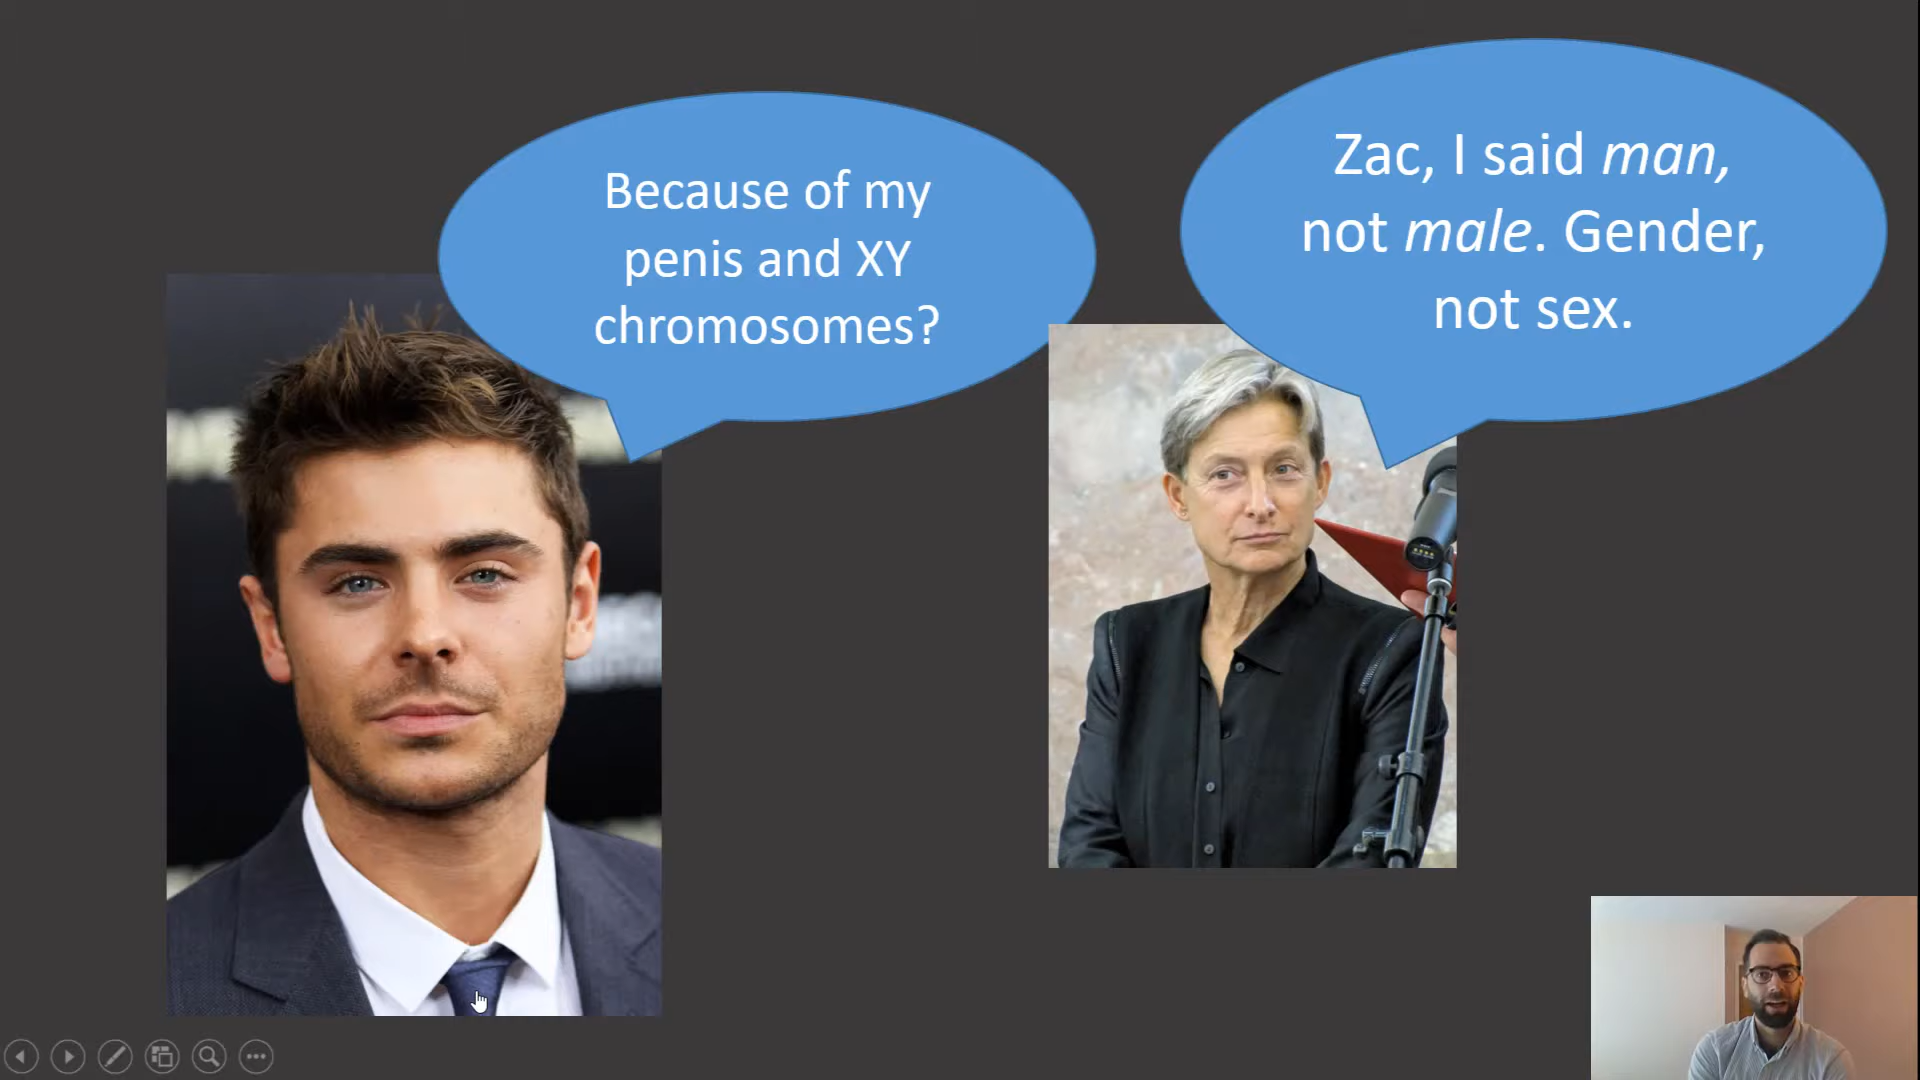 Because of my
penis and XY
chromosomes?
Zac, I said man,
not male. Gender,
not sex.